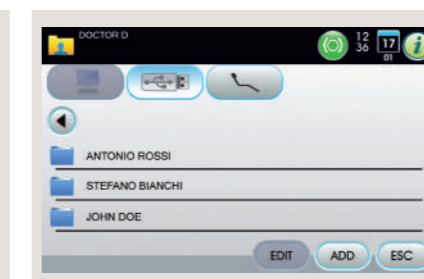 DOCTOR D
12
36
17
01
i
ANTONIO ROSSI
STEFANO BIANCHI
JOHN DOE
EDIT
ADD
ESC